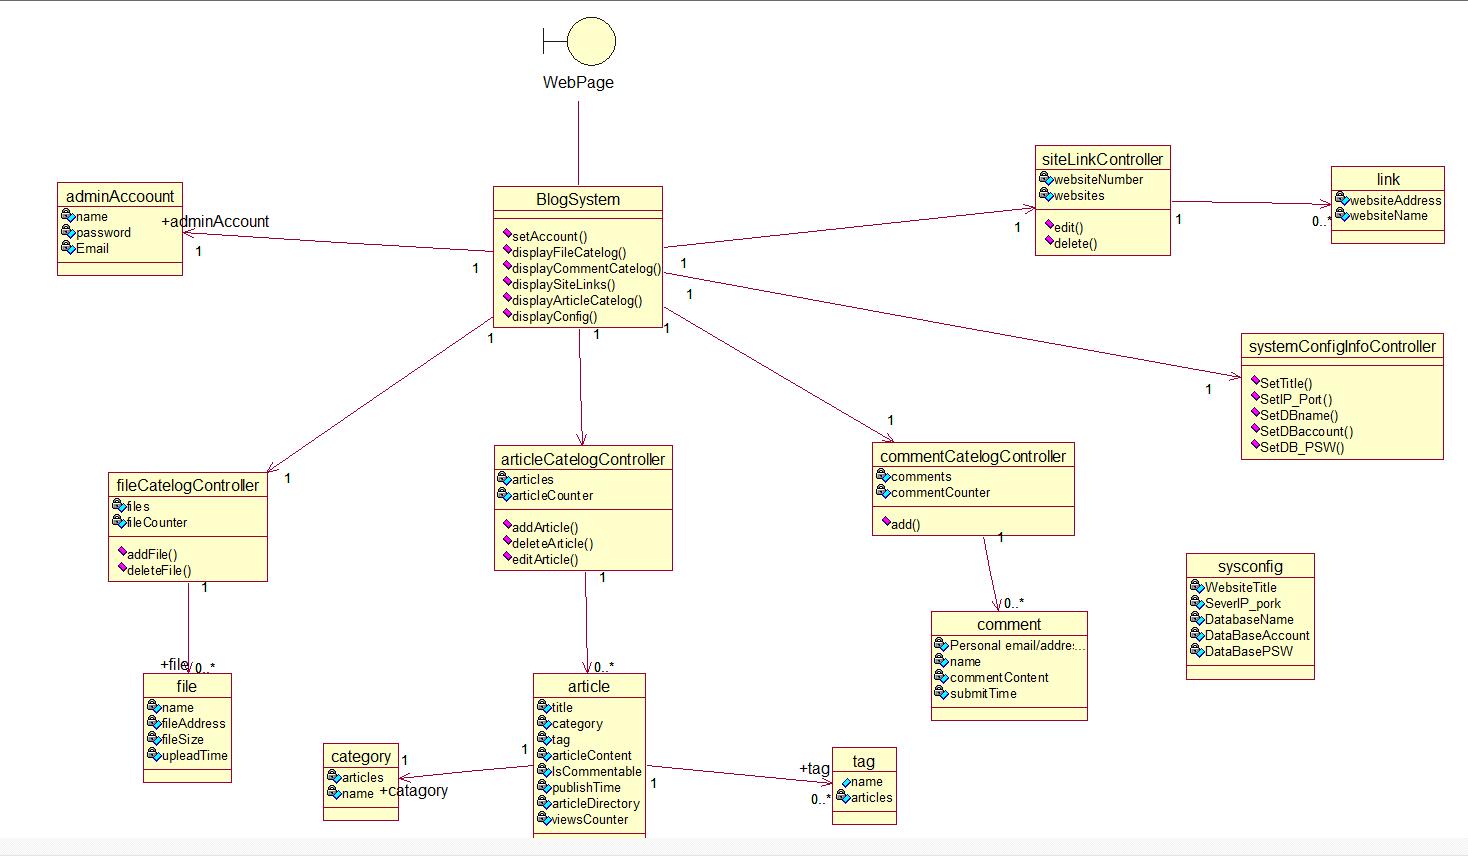 WebPage
adminAccoount
name
password
Email
+adminAccount
1
1
BlogSystem
setAccount()
displayFileCatelog()
displayCommentCatelog()
displaySiteLinks()
displayArticleCatelog()
displayConfig()
1
1
1
1
1
1
siteLinkController
websiteNumber
websites
edit()
delete()
1
0..*
link
websiteAddress
websiteName
systemConfigInfoController
SetTitle()
SetIP_Port()
SetDBname()
SetDBaccount()
SetDB_PSW()
1
1
1
fileCatelogController
files
fileCounter
addFile()
deleteFile()
1
+file
0..*
file
name
fileAddress
fileSize
upleadTime
articleCatelogController
articles
articleCounter
addArticle()
deleteArticle()
editArticle()
1
0..*
article
title
category
tag
articleContent
IsCommentable
publishTime
articleDirectory
viewsCounter
1
1
category
articles
name
1
+catagory
+tag
0..*
tag
name
articles
commentCatelogController
comments
commentCounter
add()
1
0..*
comment
Personal email/addre:...
name
commentContent
submitTime
sysconfig
WebsiteTitle
SeverIP_pork
DatabaseName
DataBaseAccount
DataBasePSW